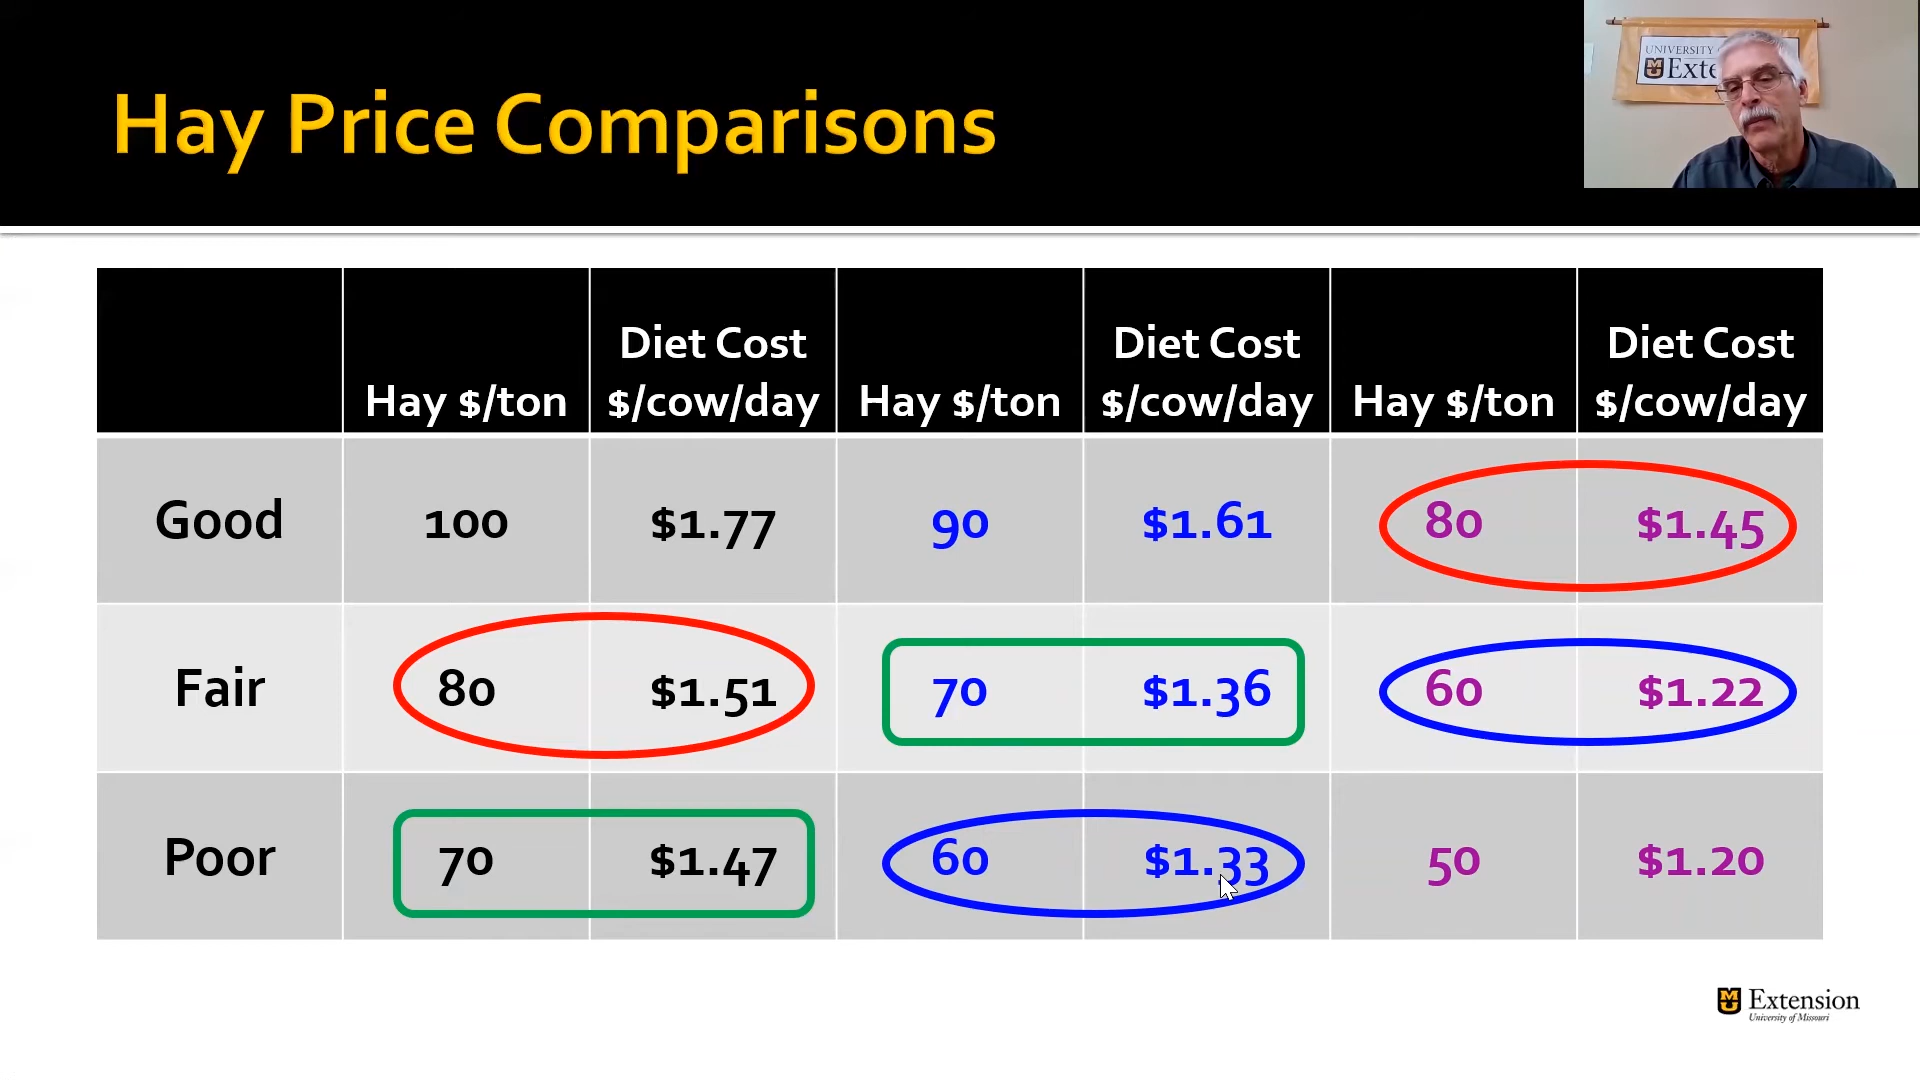 Hay Price Comparisons
UNIVERSITY
Exte
Diet Cost Diet Cost Diet Cost
Hay $/ton $/cow/day Hay $/ton $/cow/day Hay $/ton $/cow/day
Good 100 $1.77 90 $1.61 80 $1.45
Fair 80 $1.51 70 $1.36 60 $1.22
Poor 70 $1.47 60 $1.33 50 $1.20
Extension
University of Missouri